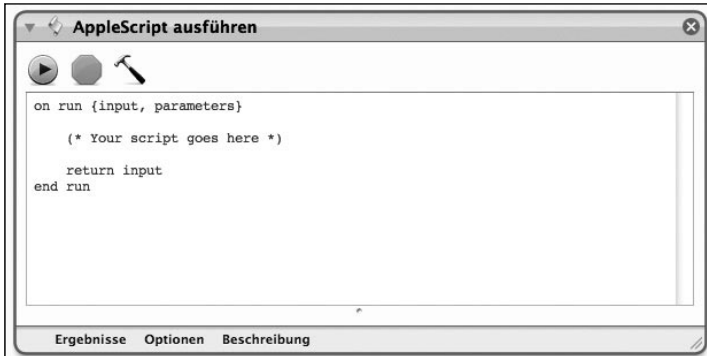 AppleScript ausführen
on run {input, parameters}
(* Your script goes here *)
return input
end run
Ergebnisse Optionen Beschreibung